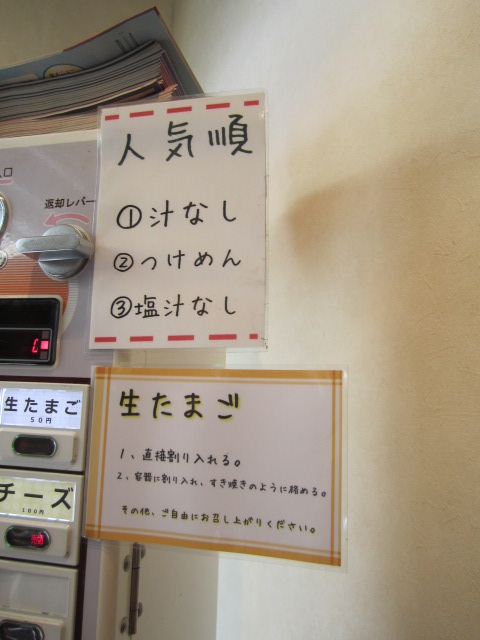 人気順
①汁なし
②つけめん
③塩汁なし
返却レバー
生たまご
50円
チーズ
100円
生たまご
1、直接割り入れる。
2、容器に割り入れ、すき焼きのように絡める。
その他、ご自由にお召し上がりください。